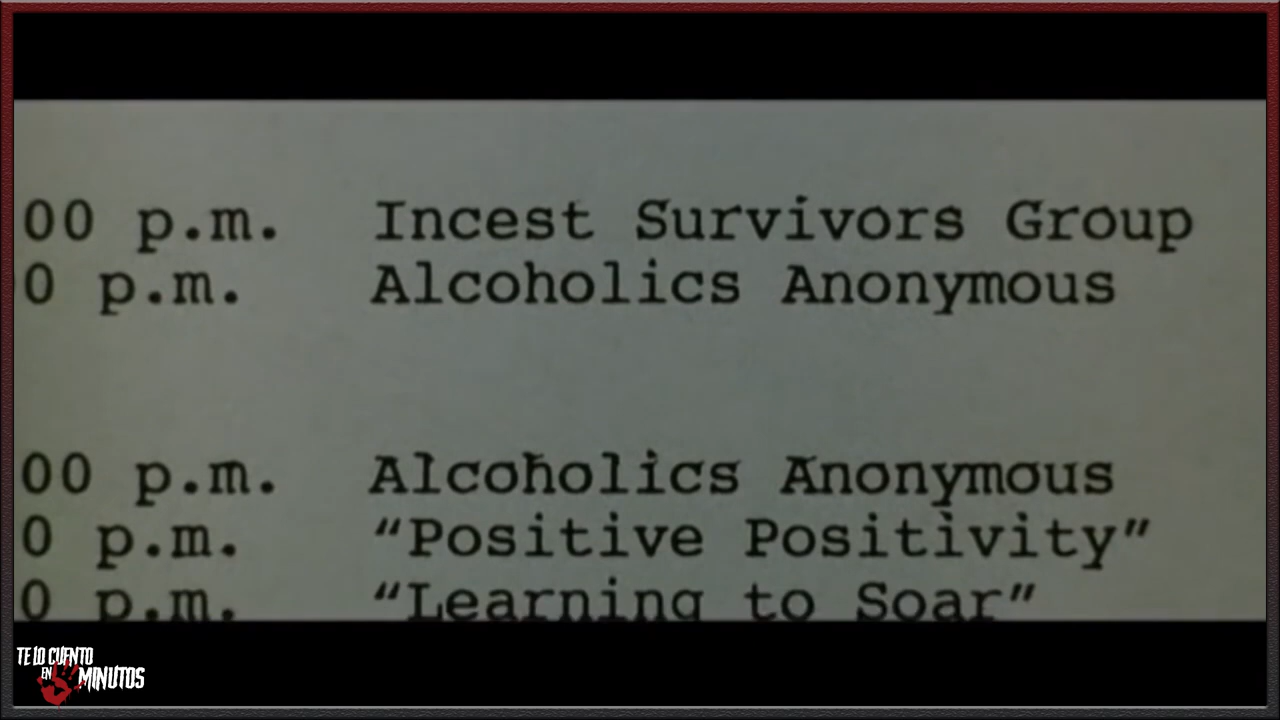 00 p.m. Incest Survivors Group
0 p.m. Alcoholics Anonymous
00 p.m. Alcoholics Anonymous
0 p.m. “Positive Positivity”
0 p.m. “Learning to Soar”
TE LO CUENTO
EN MINUTOS